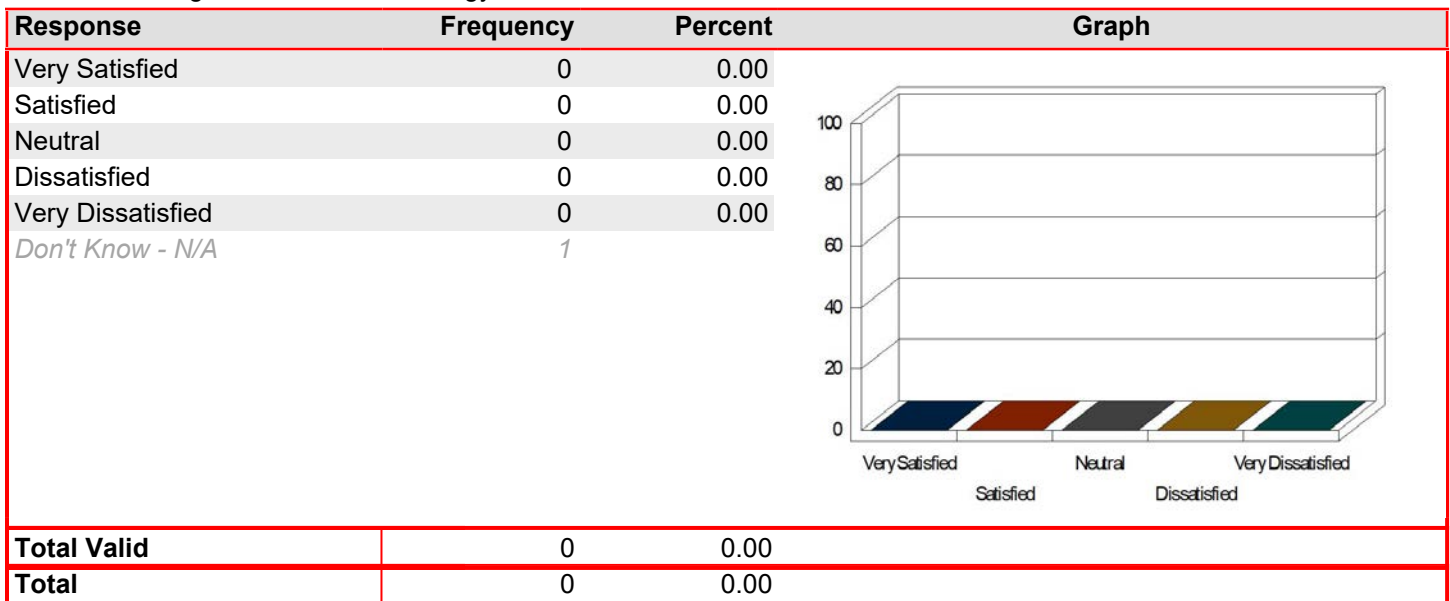 Response Frequency Percent Graph
Very Satisfied 0 0.00
Satisfied 0 0.00
Neutral 0 0.00
Dissatisfied 0 0.00
Very Dissatisfied 0 0.00
Don't Know - N/A 1
100
80
60
40
20
0
Very Satisfied Neutral Very Dissatisfied
Satisfied Dissatisfied
Total Valid 0 0.00
Total 0 0.00